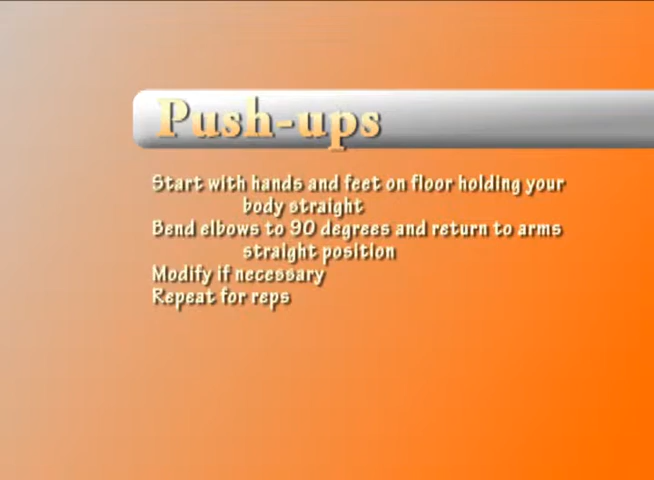 Push-ups
Start with hands and feet on floor holding your
body straight
Bend elbows to 90 degrees and return to arms
straight position
Modify if necessary
Repeat for reps